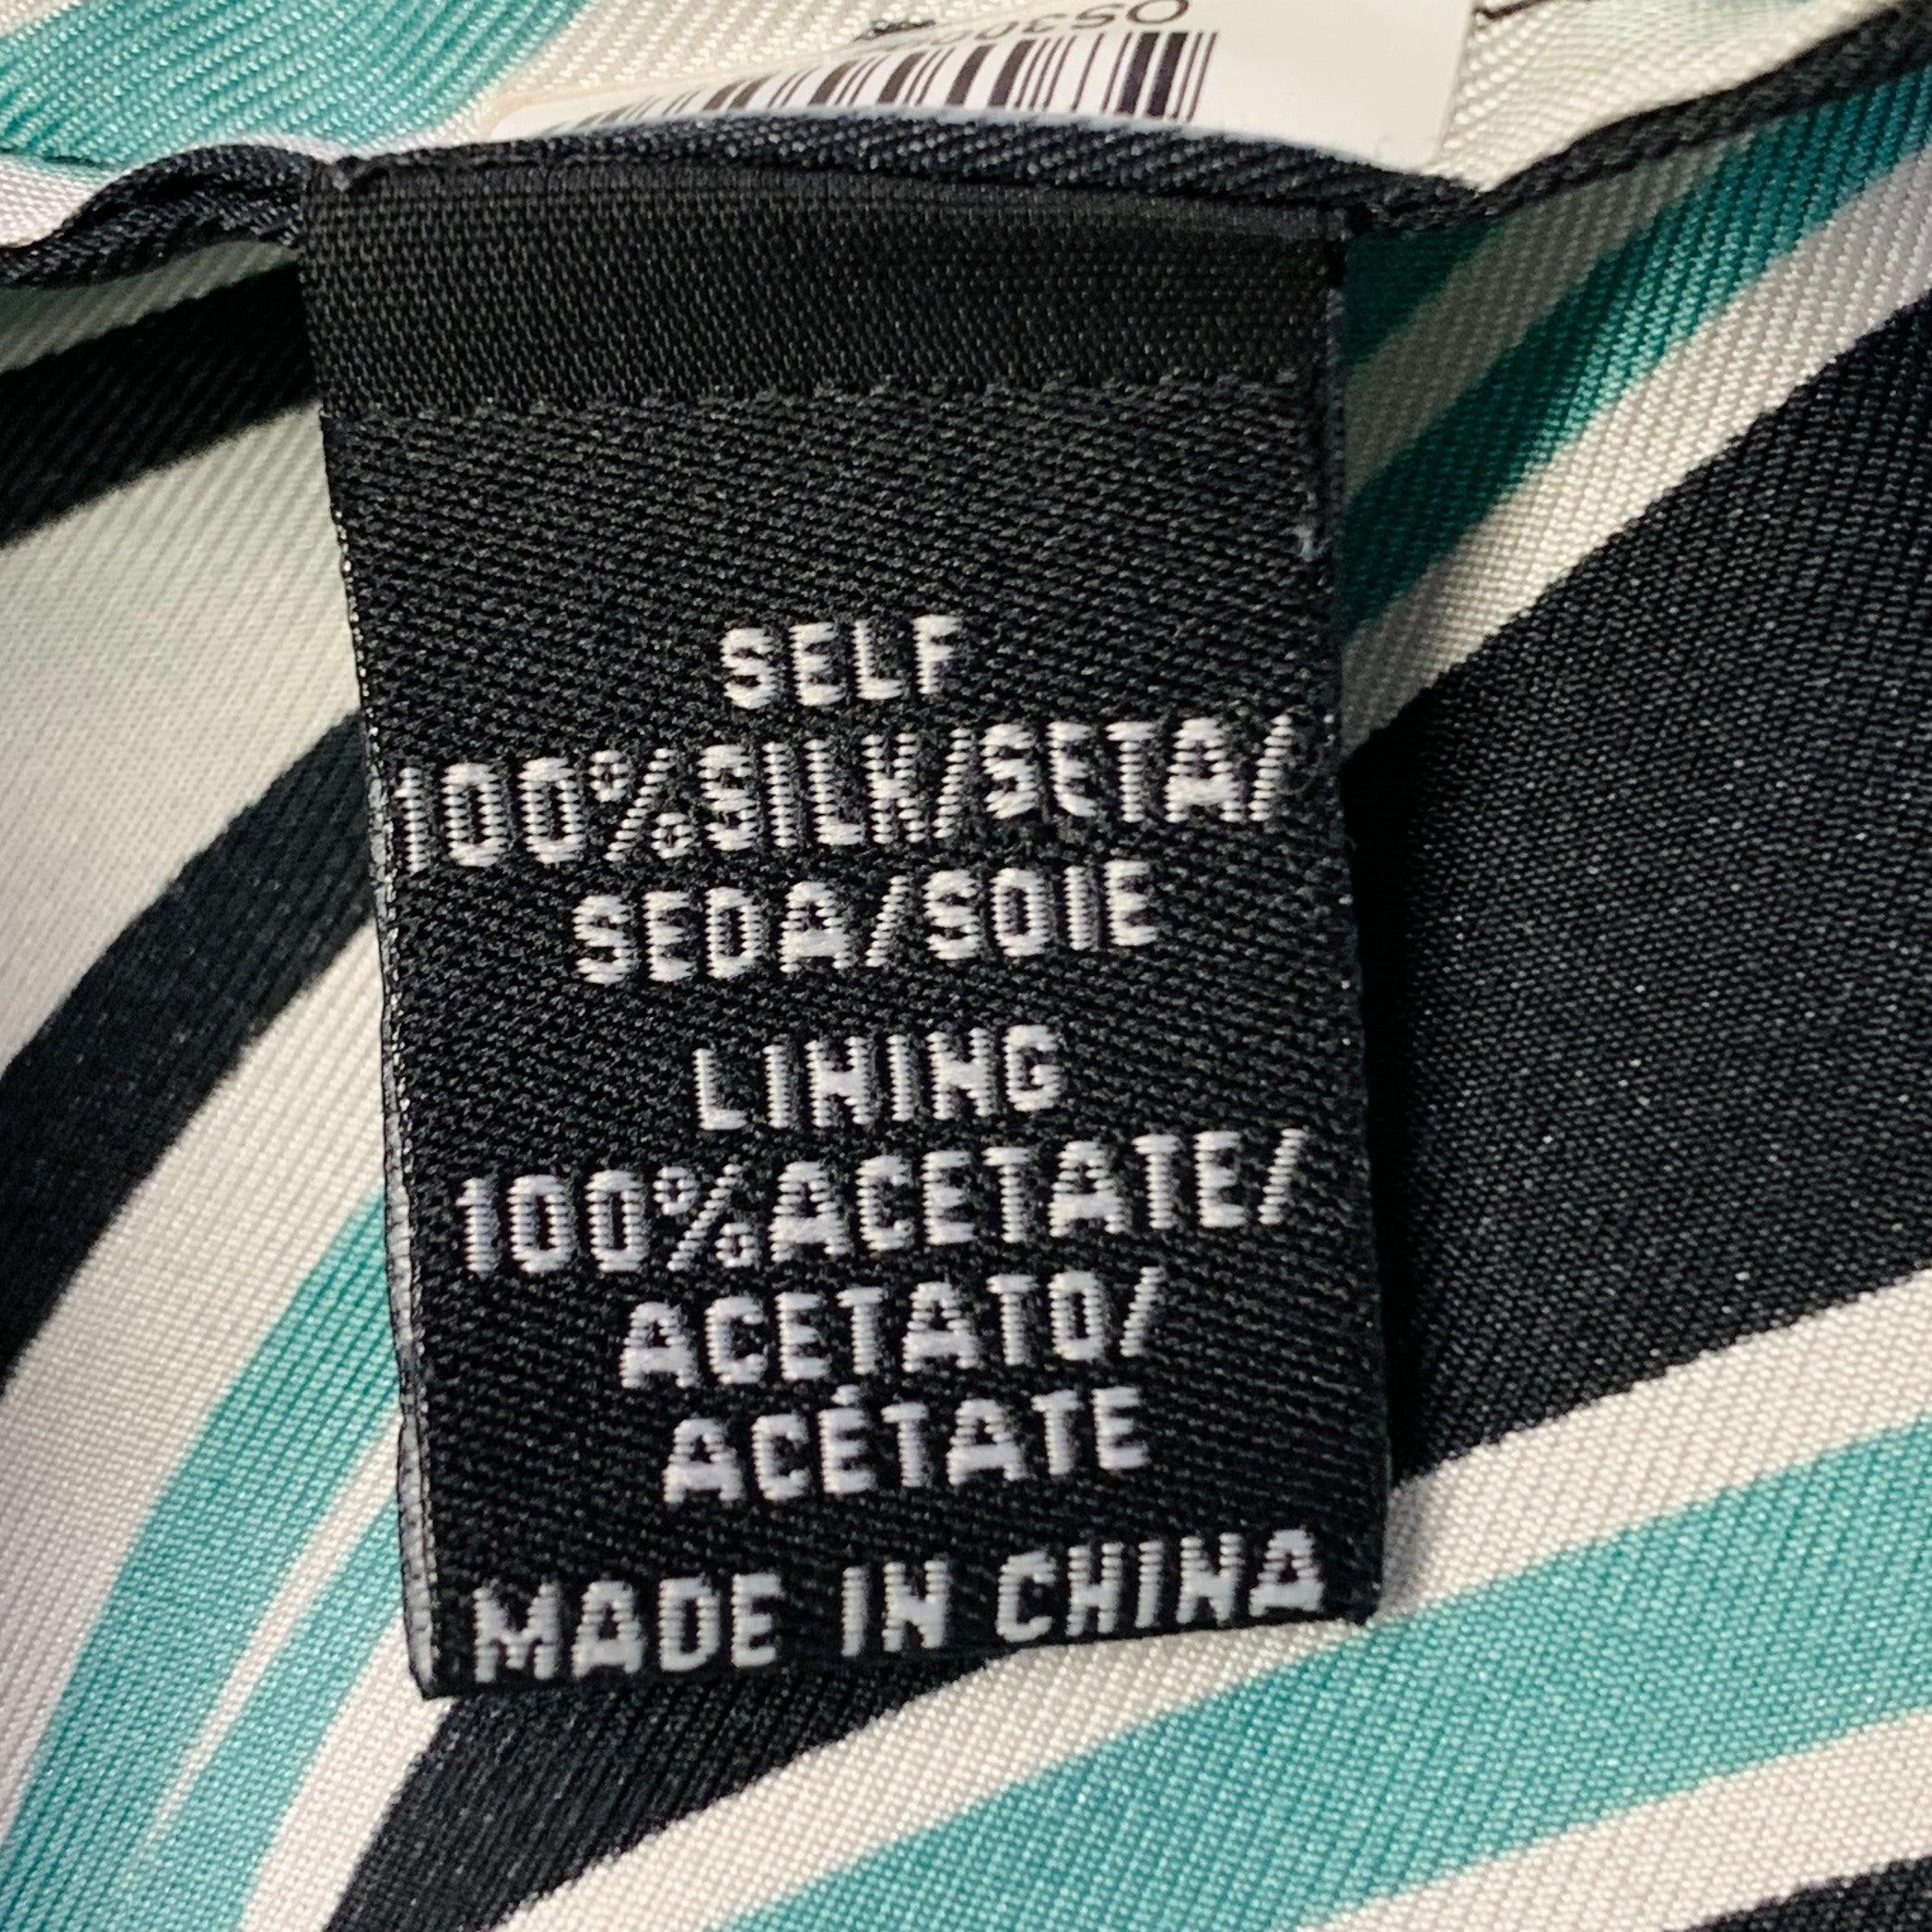 SELF
100%SILK/SETA/
SEDA/SOIE
LINING
100%ACETATE/
ACETATO/
ACÉTATE
MADE IN CHINA